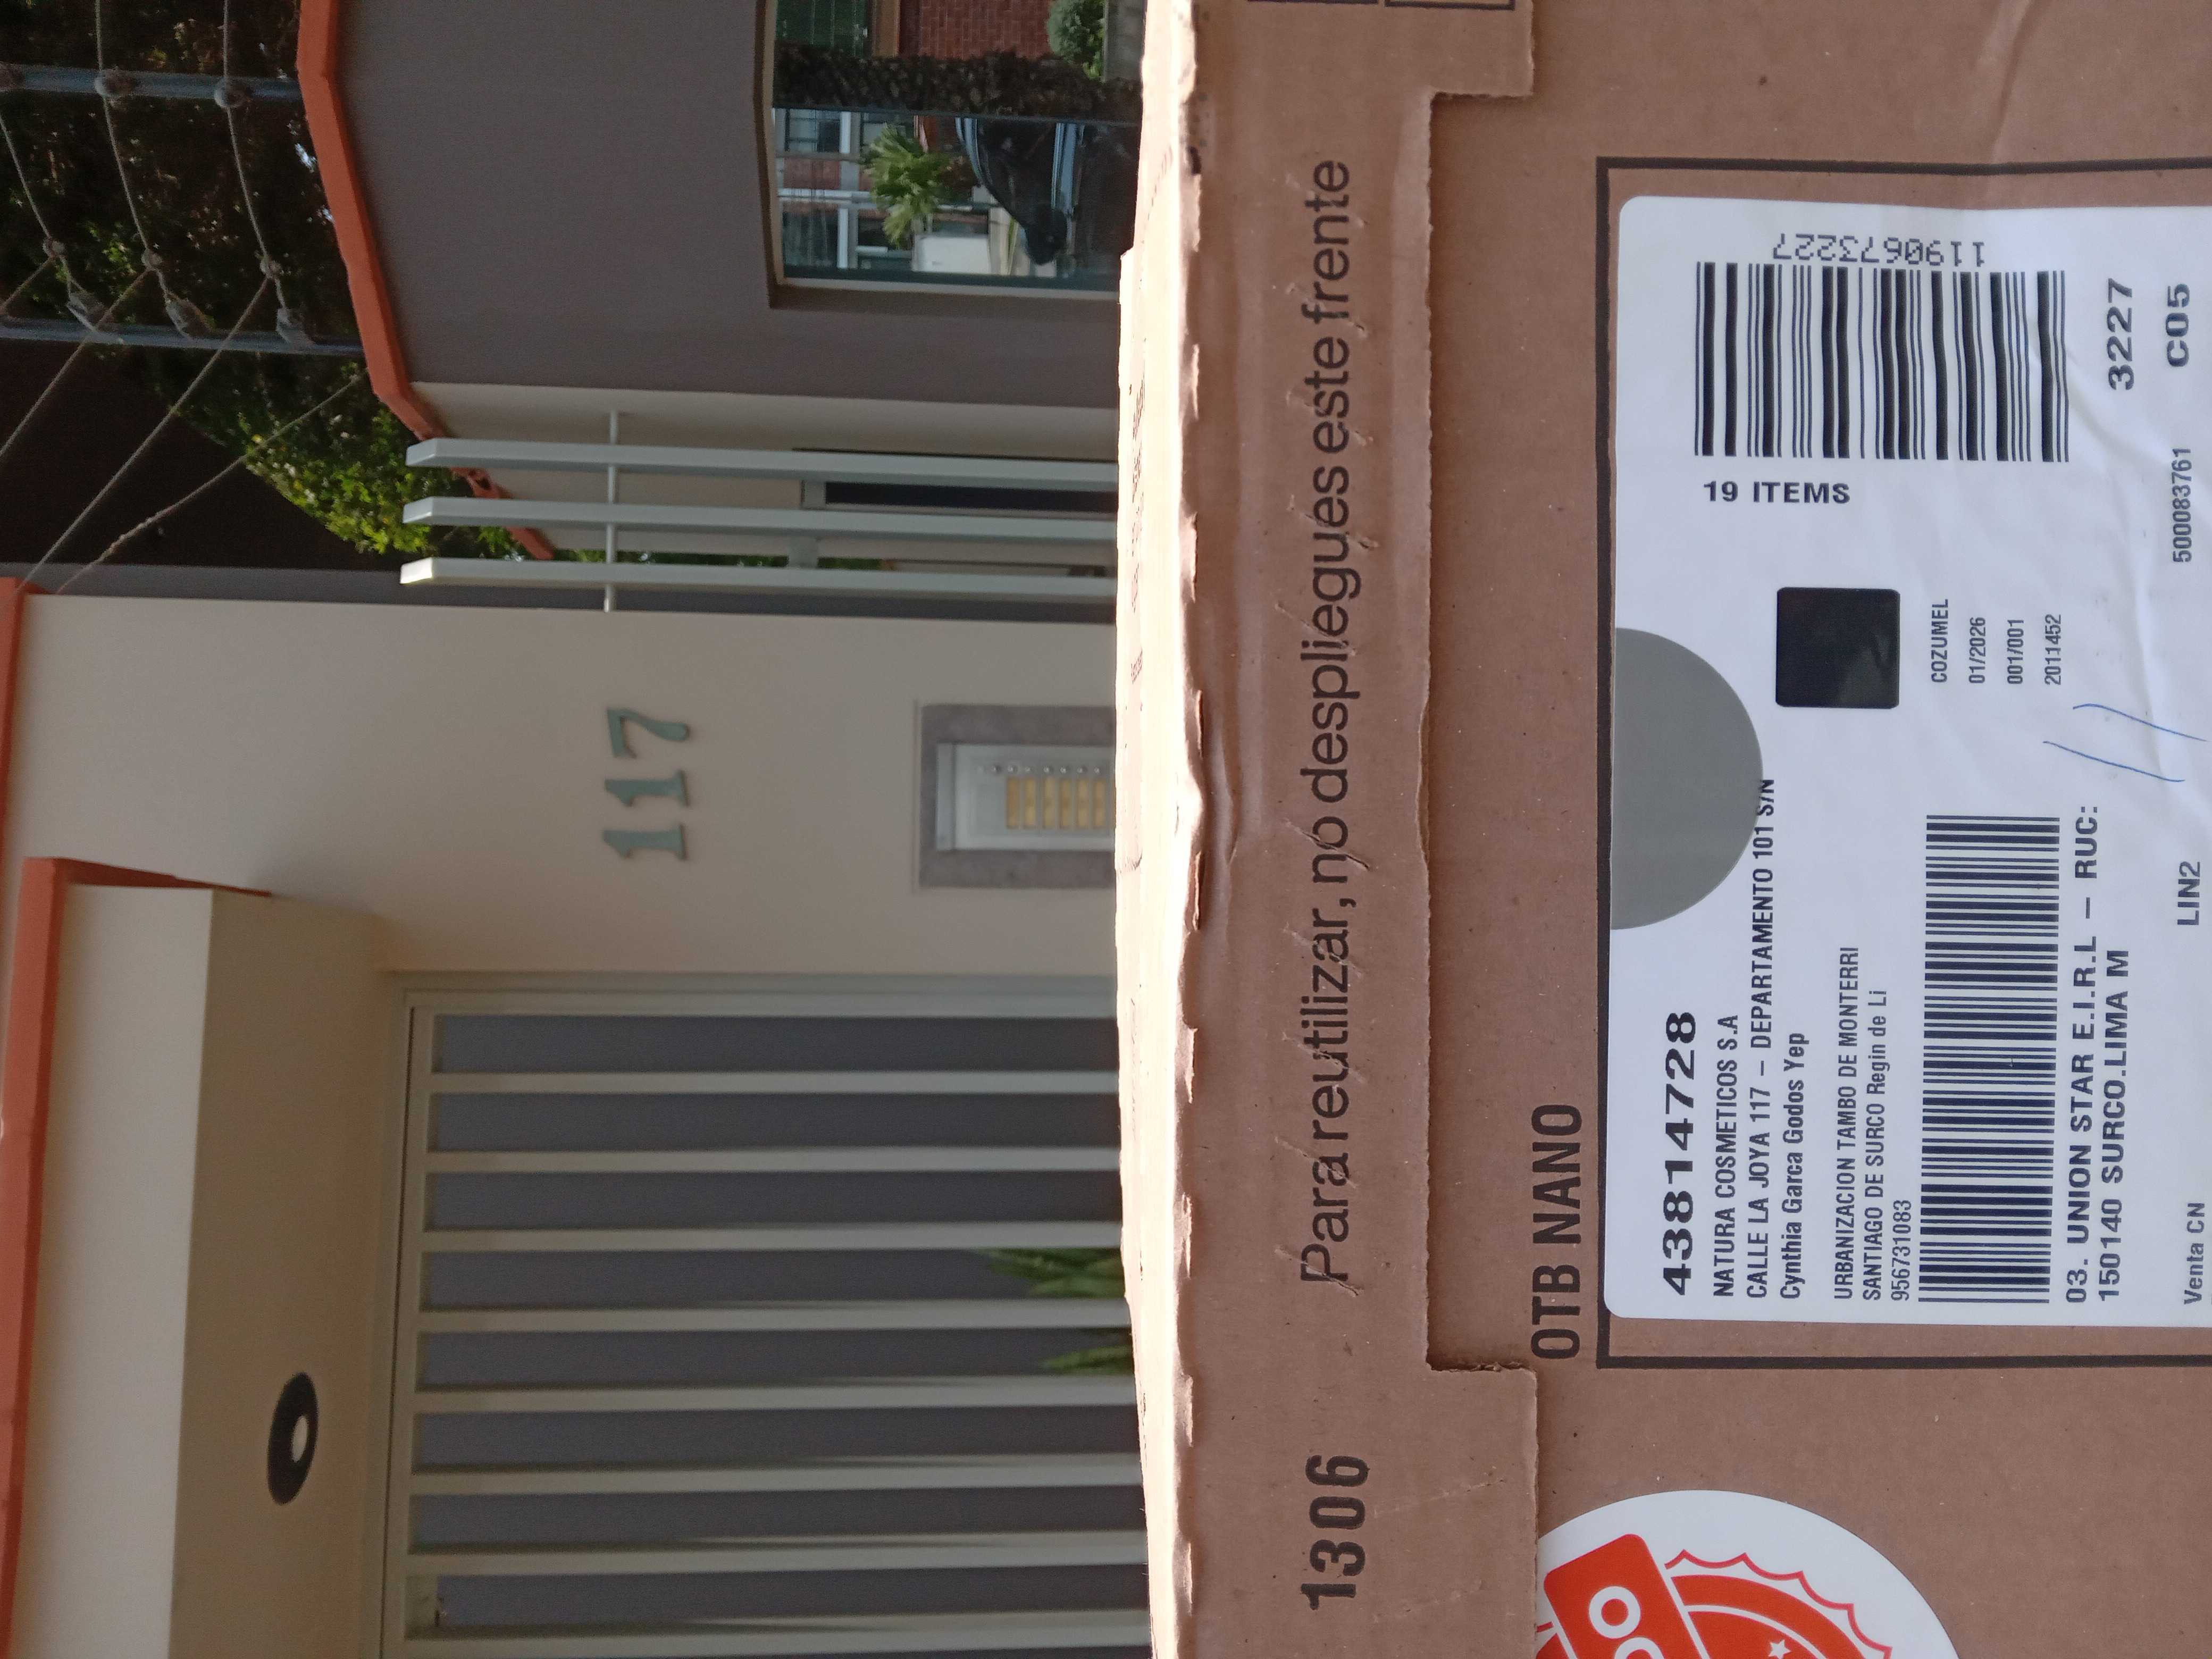 117
1306 Para reutilizar, no despliegues este frente
OTB NANO
43814728
NATURA COSMETICOS S.A
CALLE LA JOYA 117 – DEPARTAMENTO 101 S/N
Cynthia Garca Godos Yep
URBANIZACION TAMBO DE MONTERRI
SANTIAGO DE SURCO Regin de Li
956731083
03. UNION STAR E.I.R.L – RUC:
150140 SURCO.LIMA M
Venta CN
LIN2
COZUMEL
01/2026
001/001
2011452
19 ITEMS
1190673227
3227
500083761
C05